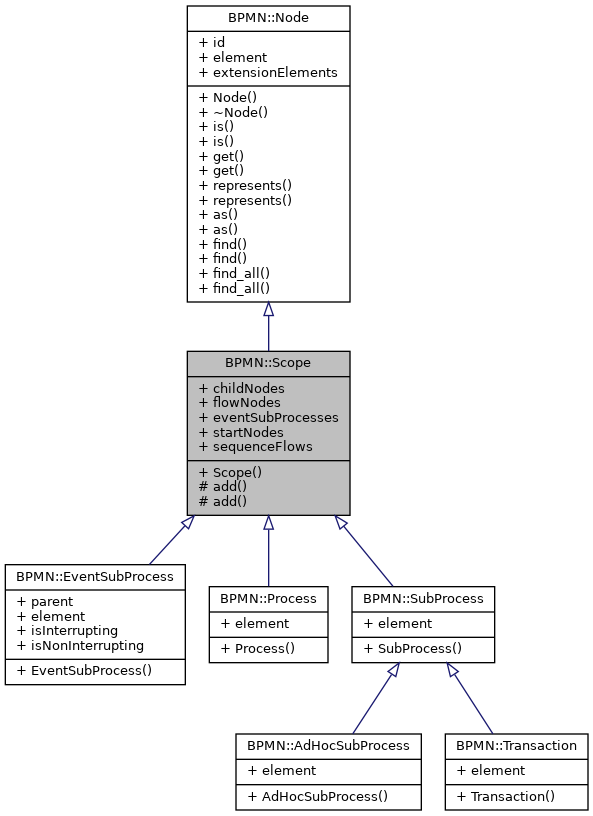 BPMN::Node
+ id
+ element
+ extensionElements
+ Node()
+ ~Node()
+ is()
+ is()
+ get()
+ get()
+ represents()
+ represents()
+ as()
+ as()
+ find()
+ find()
+ find_all()
+ find_all()
BPMN::Scope
+ childNodes
+ flowNodes
+ eventSubProcesses
+ startNodes
+ sequenceFlows
+ Scope()
# add()
# add()
BPMN::EventSubProcess
+ parent
+ element
+ isInterrupting
+ isNonInterrupting
+ EventSubProcess()
BPMN::Process
+ element
+ Process()
BPMN::SubProcess
+ element
+ SubProcess()
BPMN::AdHocSubProcess
+ element
+ AdHocSubProcess()
BPMN::Transaction
+ element
+ Transaction()